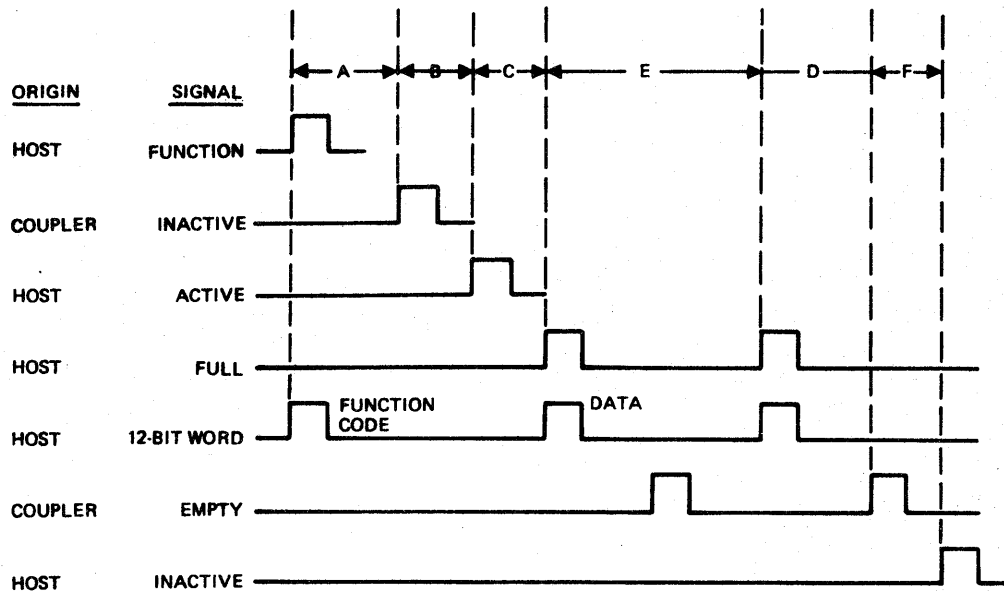 A B C E D F
ORIGIN SIGNAL
HOST FUNCTION
COUPLER INACTIVE
HOST ACTIVE
HOST FULL
HOST 12-BIT WORD FUNCTION CODE DATA
COUPLER EMPTY
HOST INACTIVE